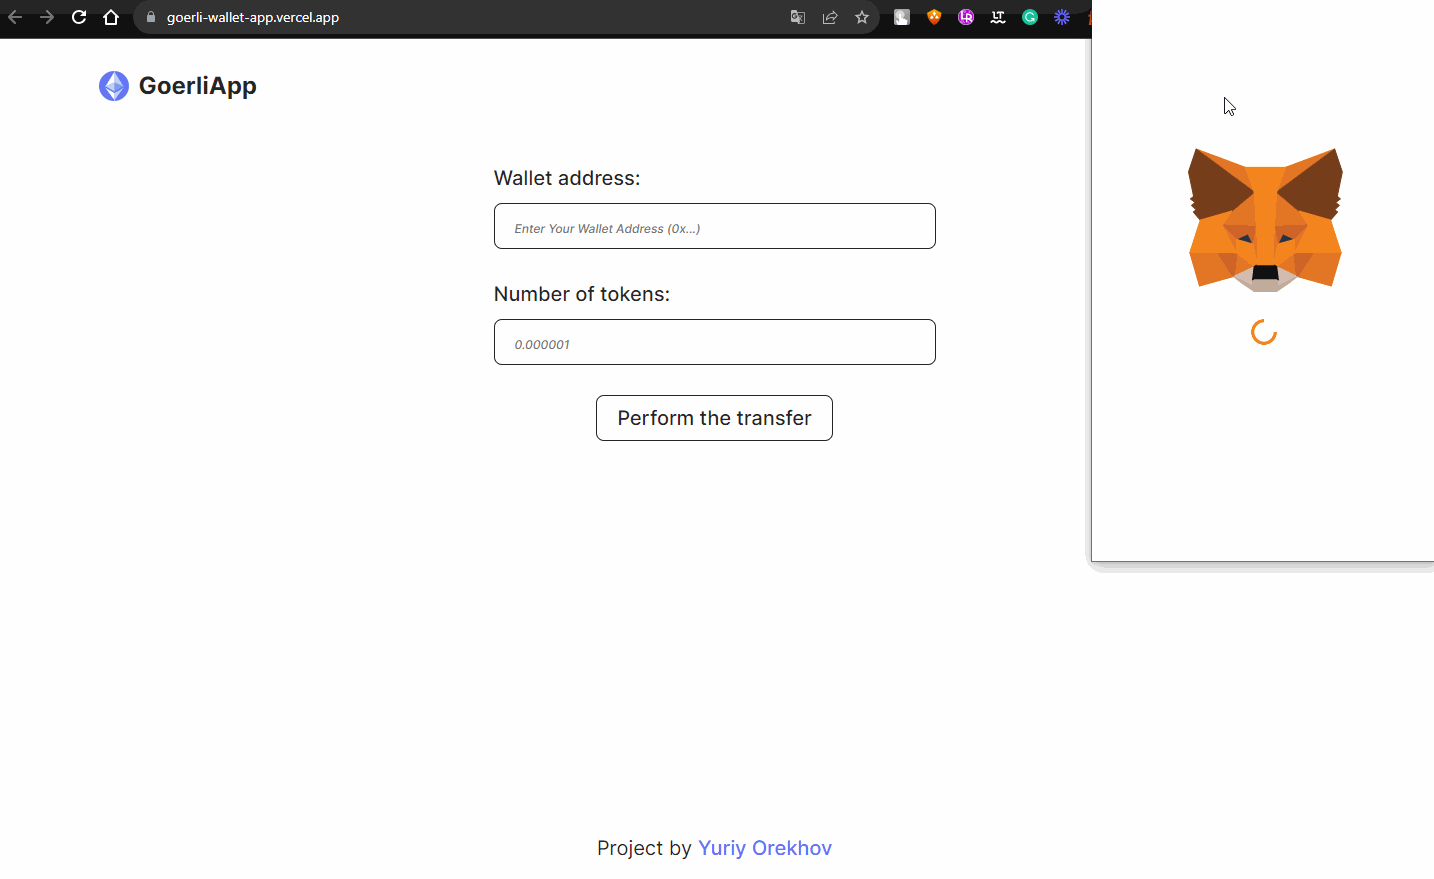 goerli-wallet-app.vercel.app
GoerliApp
Wallet address:
Enter Your Wallet Address (0x...)
Number of tokens:
0.000001
Perform the transfer
Project by Yuriy Orekhov